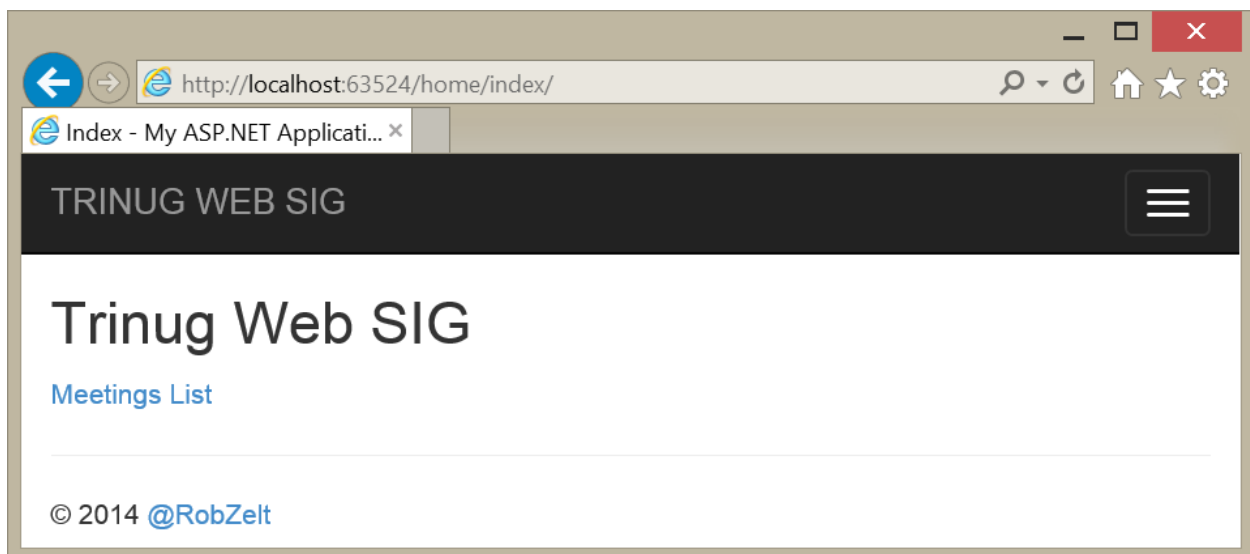 http://localhost:63524/home/index/
Index - My ASP.NET Applicati...
TRINUG WEB SIG
Trinug Web SIG
Meetings List
© 2014 @RobZelt